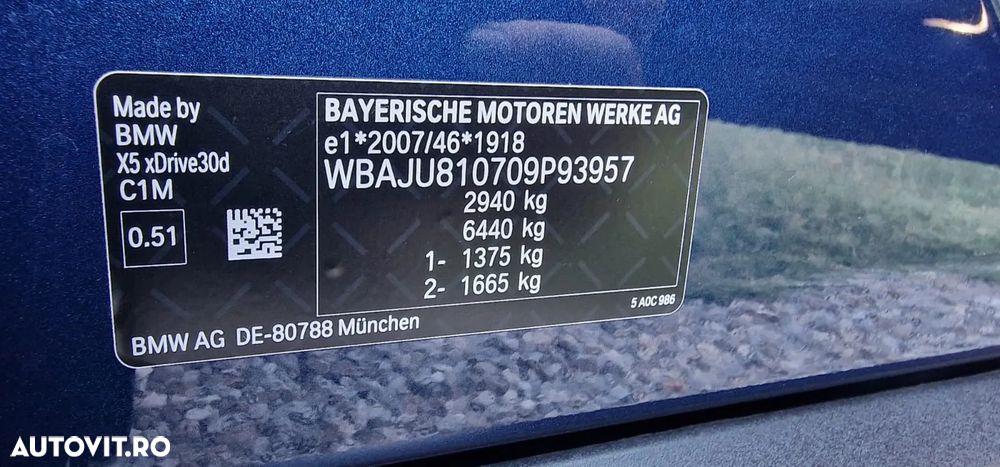 Made by
BMW
X5 xDrive30d
C1M
0.51
BAYERISCHE MOTOREN WERKE AG
e1*2007/46*1918
WBAJU810709P93957
2940 kg
6440 kg
1- 1375 kg
2- 1665 kg
5 A0C 986
BMW AG DE-80788 München
AUTOVIT.RO